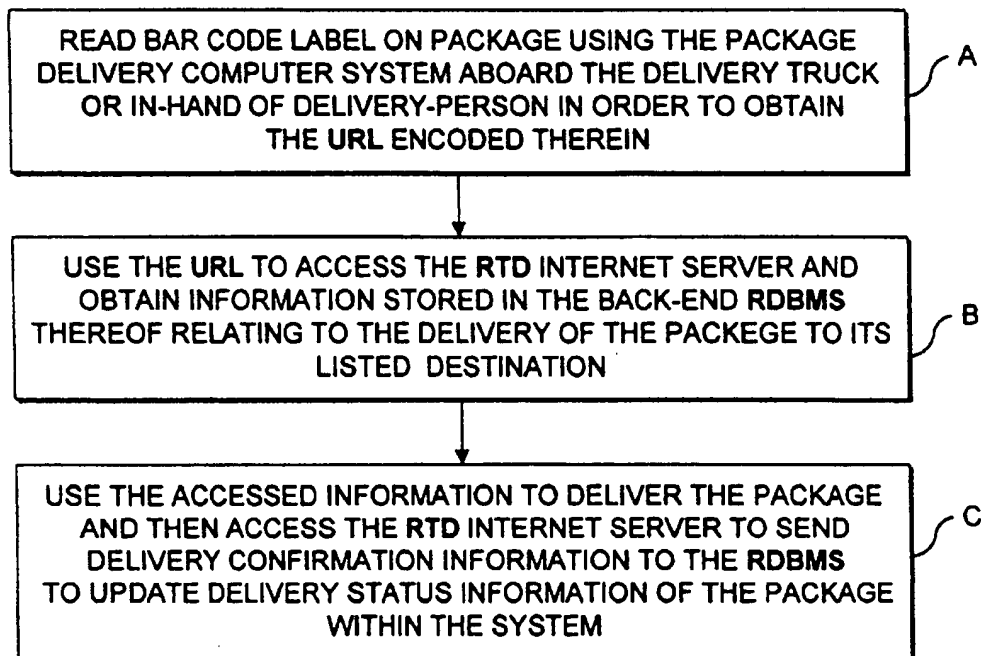 READ BAR CODE LABEL ON PACKAGE USING THE PACKAGE
DELIVERY COMPUTER SYSTEM ABOARD THE DELIVERY TRUCK
OR IN-HAND OF DELIVERY-PERSON IN ORDER TO OBTAIN
THE URL ENCODED THEREIN
A
USE THE URL TO ACCESS THE RTD INTERNET SERVER AND
OBTAIN INFORMATION STORED IN THE BACK-END RDBMS
THEREOF RELATING TO THE DELIVERY OF THE PACKEGE TO ITS
LISTED DESTINATION
B
USE THE ACCESSED INFORMATION TO DELIVER THE PACKAGE
AND THEN ACCESS THE RTD INTERNET SERVER TO SEND
DELIVERY CONFIRMATION INFORMATION TO THE RDBMS
TO UPDATE DELIVERY STATUS INFORMATION OF THE PACKAGE
WITHIN THE SYSTEM
C